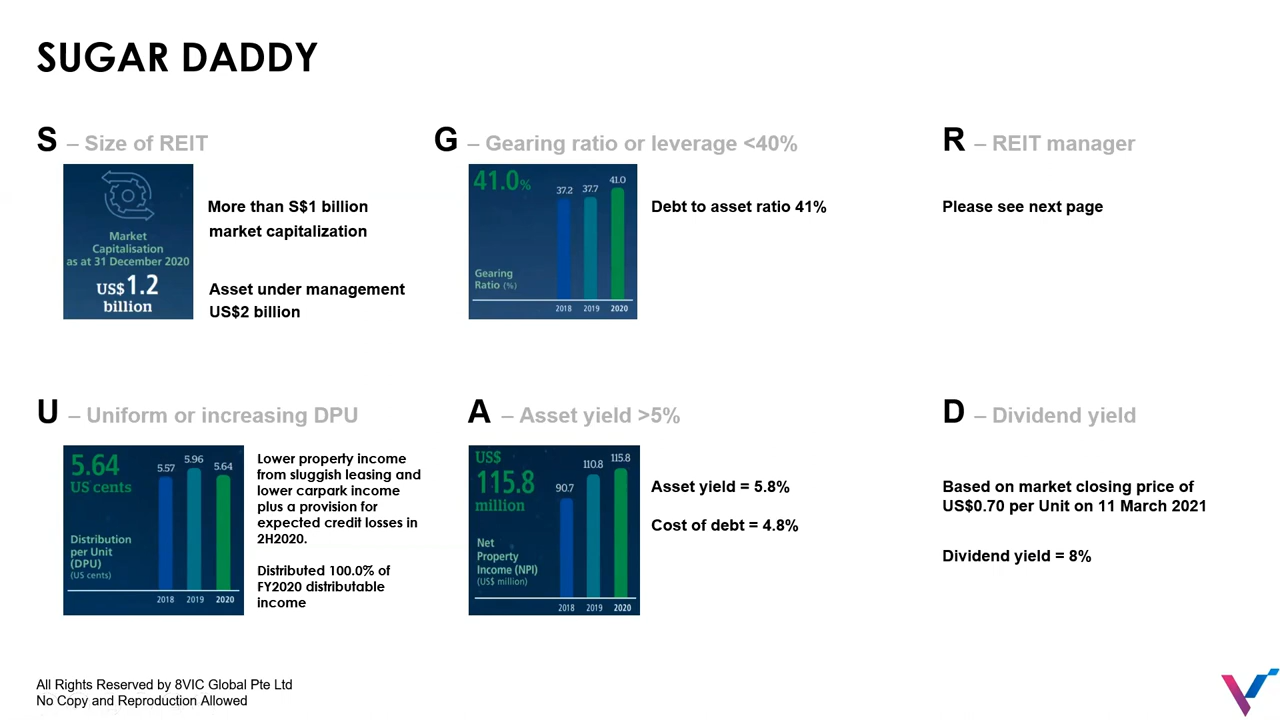 SUGAR DADDY
S – Size of REIT
Market
Capitalisation
as at 31 December 2020
US$1.2
billion
More than S$1 billion
market capitalization
Asset under management
US$2 billion
G – Gearing ratio or leverage <40%
41.0%
37.2 37.7 41.0
Gearing
Ratio (%)
2018 2019 2020
Debt to asset ratio 41%
R – REIT manager
Please see next page
U – Uniform or increasing DPU
5.64
US cents
5.57 5.96 5.64
Distribution
per Unit
(DPU)
(US cents)
2018 2019 2020
Lower property income
from sluggish leasing and
lower carpark income
plus a provision for
expected credit losses in
2H2020.
Distributed 100.0% of
FY2020 distributable
income
A – Asset yield >5%
US$
115.8
million
90.7 110.8 115.8
Net
Property
Income (NPI)
(US$ million)
2018 2019 2020
Asset yield = 5.8%
Cost of debt = 4.8%
D – Dividend yield
Based on market closing price of
US$0.70 per Unit on 11 March 2021
Dividend yield = 8%
All Rights Reserved by 8VIC Global Pte Ltd
No Copy and Reproduction Allowed